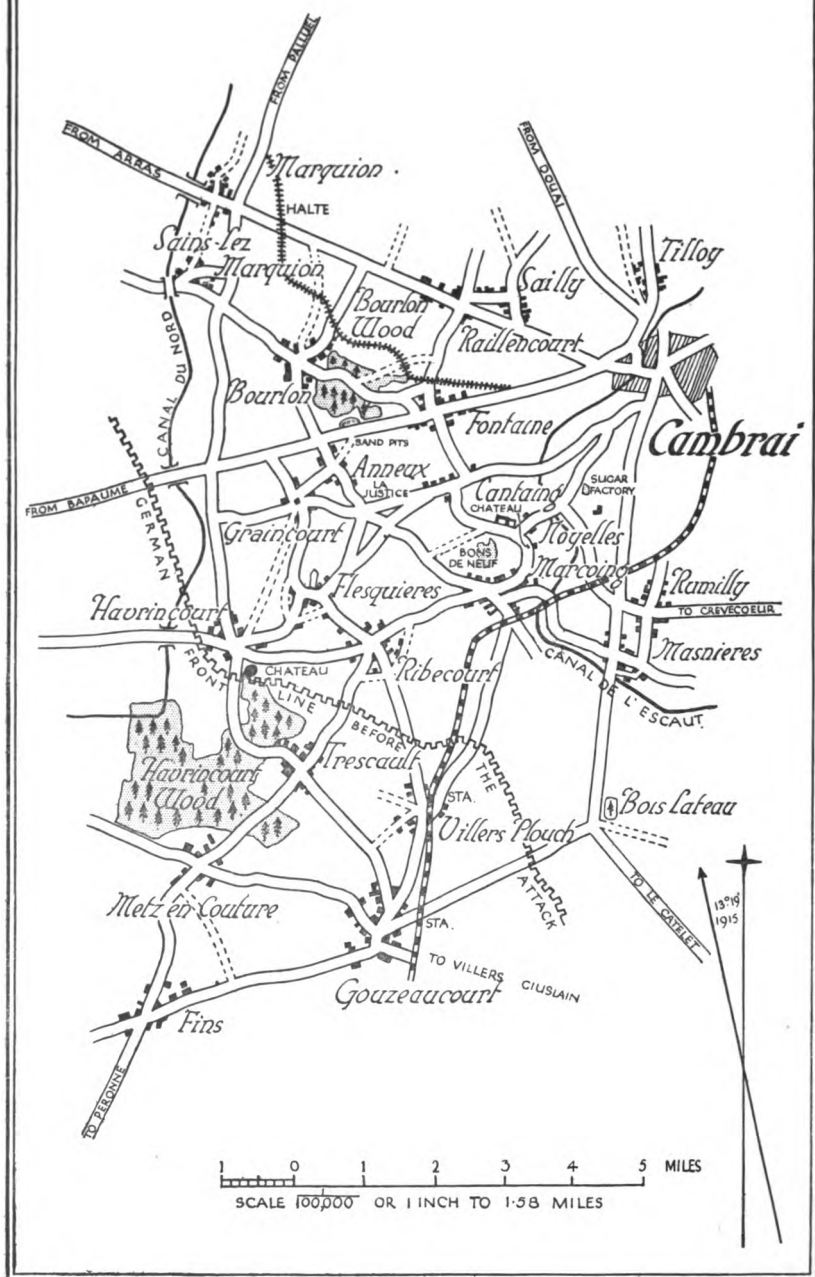 FROM PALLUEL
FROM ARRAS
Marquion
HALTE
FROM DOUAI
Sains-lez
Marquion
Tilloy
Sailly
Bourlon
Wood
Raillencourt
CANAL DU NORD
Bourlon
Fontaine
Cambrai
SAND PITS
Anneux
LA
JUSTICE
Cantaing
CHATEAU
SUGAR
FACTORY
FROM BAPAUME
GERMAN
Graincourt
Noyelles
BONS
DE NEUF
Marcoing
Flesquieres
Rumilly
Havrincourt
TO CREVECOEUR
Masnieres
CHATEAU
Ribecourt
CANAL DE L'ESCAUT
FRONT
LINE
BEFORE
THE
ATTACK
Havrincourt
Wood
Trescault
STA.
Villers Plouch
Bois Lateau
TO LE CATELET
13°19'
1915
Metz en Couture
STA.
TO VILLERS GIUSLAIN
Gouzeaucourt
Fins
TO PERONNE
1 0 1 2 3 4 5 MILES
SCALE 1/100,000 OR 1 INCH TO 1·58 MILES